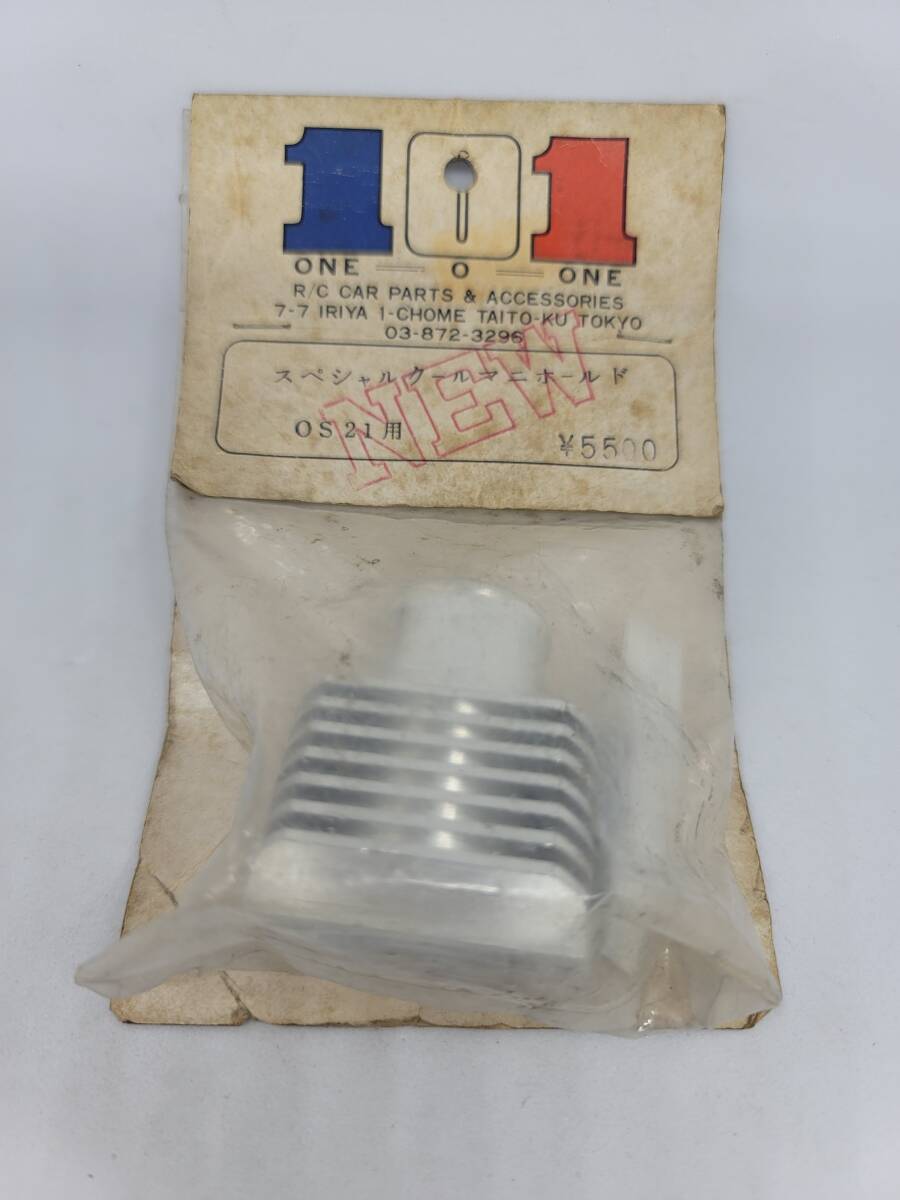 1 0 1
ONE — O — ONE
R/C CAR PARTS & ACCESSORIES
7-7 IRIYA 1-CHOME TAITO-KU TOKYO
03-872-3296
NEW
スペシャルクールマニホールド
OS21用
¥5500